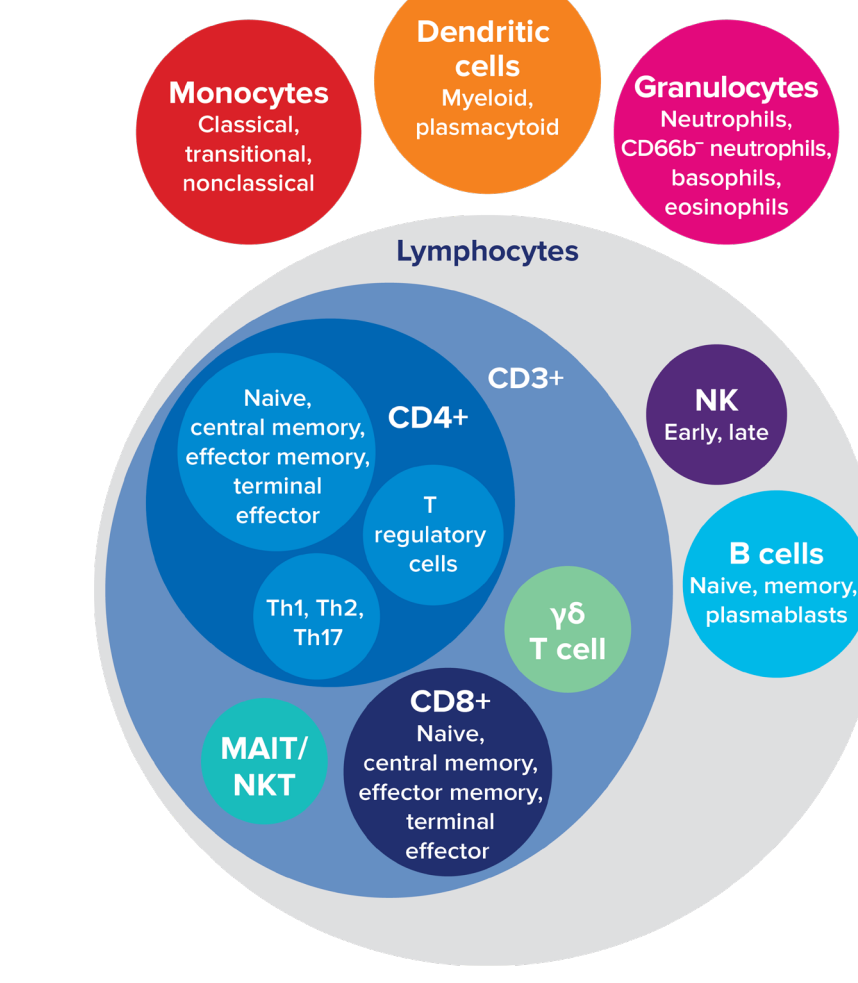 Dendritic
cells
Myeloid,
plasmacytoid
Monocytes
Classical,
transitional,
nonclassical
Granulocytes
Neutrophils,
CD66b⁻ neutrophils,
basophils,
eosinophils
Lymphocytes
CD3+
CD4+
Naive,
central memory,
effector memory,
terminal
effector
T
regulatory
cells
Th1, Th2,
Th17
NK
Early, late
B cells
Naive, memory,
plasmablasts
γδ
T cell
MAIT/
NKT
CD8+
Naive,
central memory,
effector memory,
terminal
effector